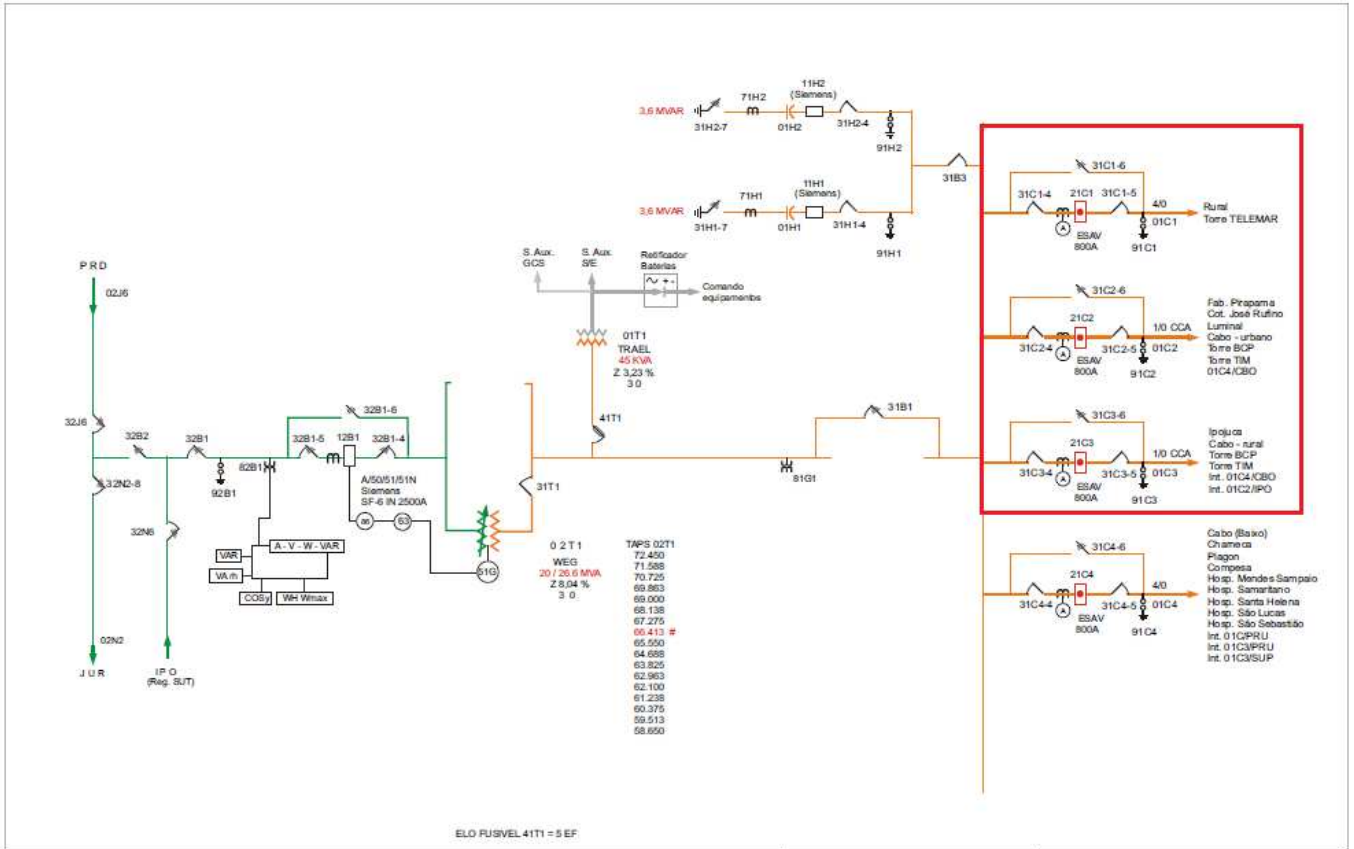 11H2
(Siemens)
71H2
3,6 MVAR
31H2-7
01H2
31H2-4
91H2
31B3
11H1
(Siemens)
71H1
3,6 MVAR
31H1-7
01H1
31H1-4
91H1
31C1-6
31C1-4
21C1
31C1-5
4/0
01C1
A
ESAV
800A
91C1
Rural
Torre TELEMAR
S. Aux.
GCS
S. Aux.
S/E
Retificador
Baterias
+ -
Comando
equipamentos
PRD
02J6
31C2-6
31C2-4
21C2
31C2-5
1/0 CCA
01C2
A
ESAV
800A
91C2
Fab. Pirapama
Cot. José Rufino
Luminal
Cabo - urbano
Torre BCP
Torre TIM
01C4/CBO
01T1
TRAEL
45 KVA
Z 3,23 %
3 0
41T1
31B1
32J6
32B2
32B1
32B1-6
32B1-5
12B1
32B1-4
82B1
92B1
A/50/51/51N
Siemens
SF-6 IN 2500A
86
63
31T1
81G1
31C3-6
31C3-4
21C3
31C3-5
1/0 CCA
01C3
A
ESAV
800A
91C3
Ipojuca
Cabo - rural
Torre BCP
Torre TIM
Int. 01C4/CBO
Int. 01C2/IPO
32N2-8
32N6
A - V - W - VAR
VAR
VArh
COSy
WH Wmax
51G
0 2 T 1
WEG
20 / 26,6 MVA
Z 8,04 %
3 0
TAPS 02T1
72.450
71.588
70.725
69.863
69.000
68.138
67.275
66.413 #
65.550
64.688
63.825
62.963
62.100
61.238
60.375
59.513
58.650
31C4-6
31C4-4
21C4
31C4-5
4/0
01C4
A
ESAV
800A
91C4
Cabo (Baixo)
Charneca
Plagon
Compesa
Hosp. Mendes Sampaio
Hosp. Samaritano
Hosp. Santa Helena
Hosp. São Lucas
Hosp. São Sebastião
Int. 01C/PRU
Int. 01C3/PRU
Int. 01C3/SUP
02N2
JUR
IPO
(Reg. SUT)
ELO FUSIVEL 41T1 = 5 EF